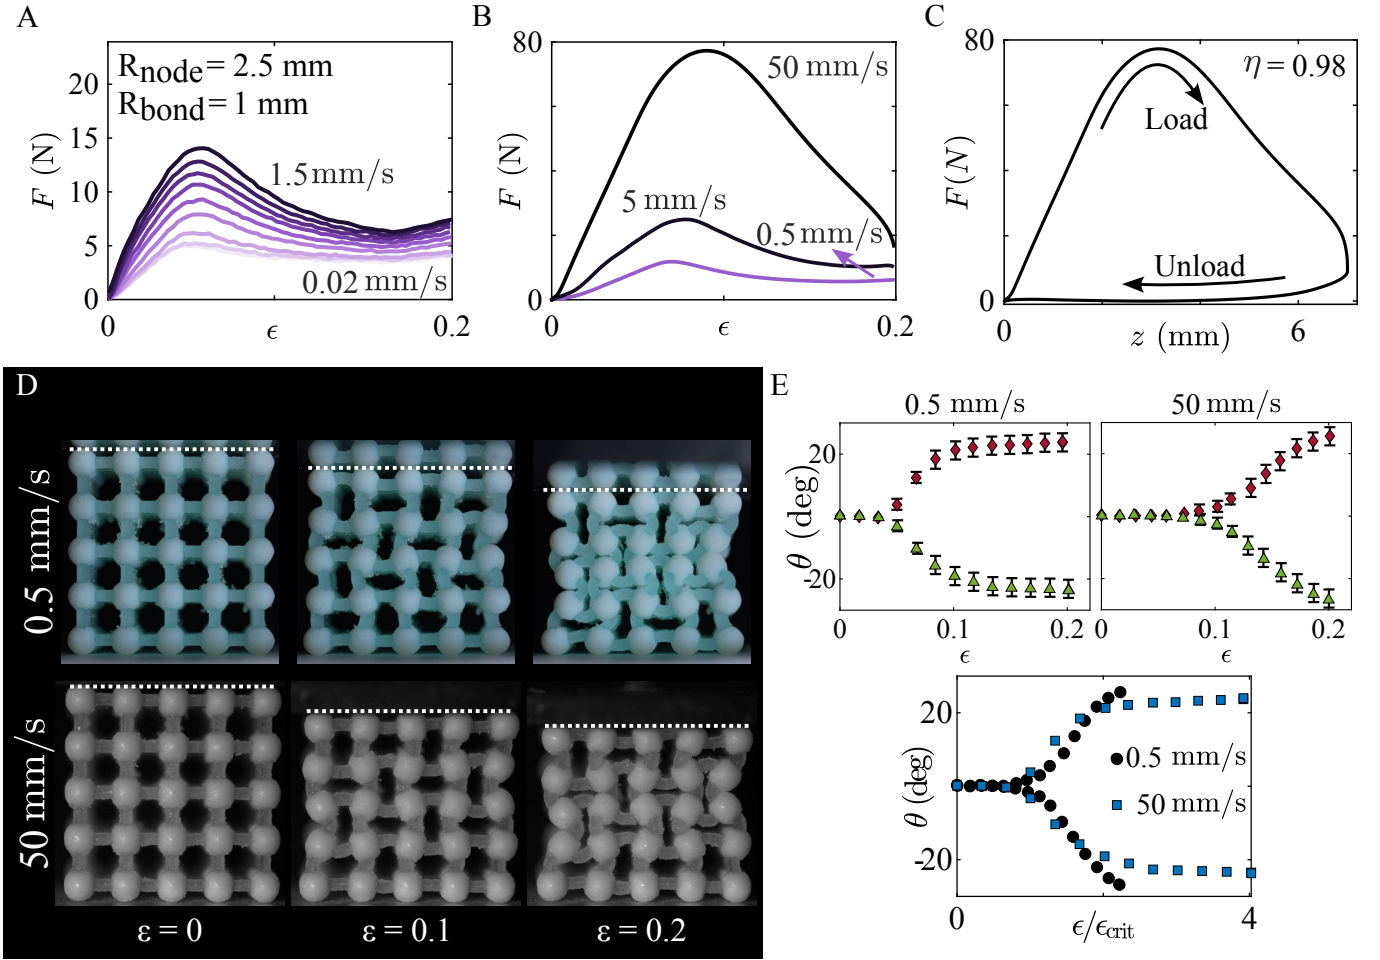 A
R_node = 2.5 mm
R_bond = 1 mm
1.5 mm/s
0.02 mm/s
F (N)
20
15
10
5
0
0
ϵ
0.2
B
80
50 mm/s
5 mm/s
0.5 mm/s
F (N)
0
0
ϵ
0.2
C
80
η = 0.98
Load
Unload
F(N)
0
0
z (mm)
6
D
0.5 mm/s
50 mm/s
ε = 0
ε = 0.1
ε = 0.2
E
0.5 mm/s
50 mm/s
θ (deg)
20
-20
0
0.1
0.2
ϵ
0
0.1
0.2
ϵ
θ (deg)
20
-20
0.5 mm/s
50 mm/s
0
ϵ/ϵ_crit
4